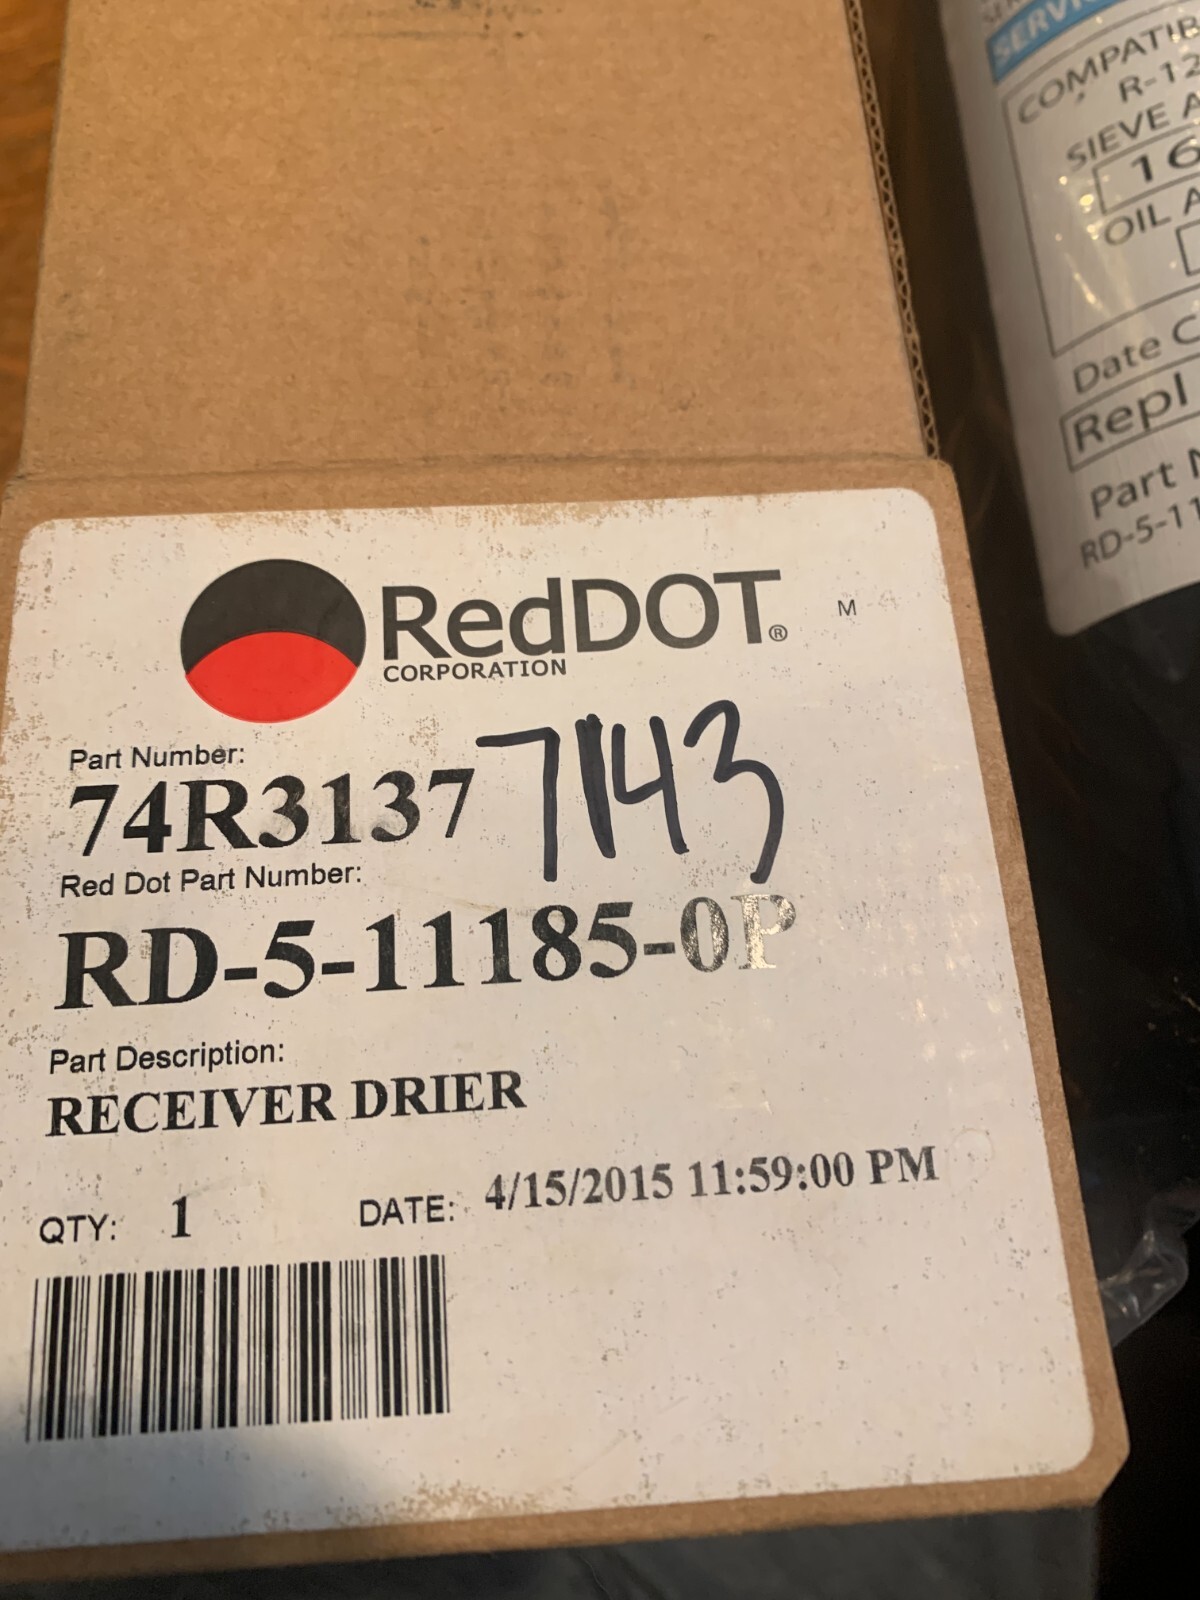 SERVI
COMPATIB
R-12
SIEVE A
16
OIL A
Date C
Repl
Part N
RD-5-11
RedDOT®
CORPORATION
M
Part Number:
74R3137 7143
Red Dot Part Number:
RD-5-11185-0P
Part Description:
RECEIVER DRIER
QTY: 1 DATE: 4/15/2015 11:59:00 PM